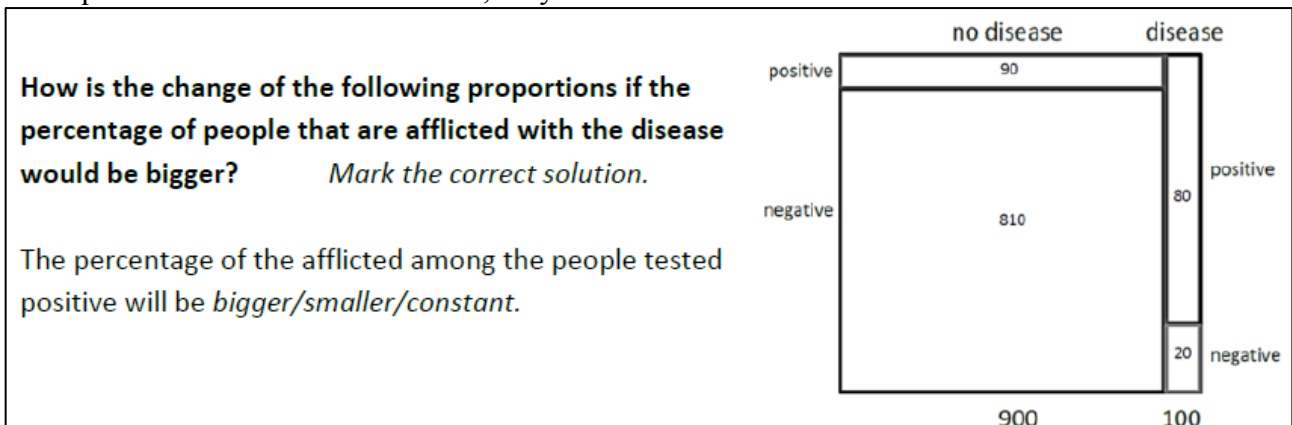 How is the change of the following proportions if the
percentage of people that are afflicted with the disease
would be bigger? Mark the correct solution.
The percentage of the afflicted among the people tested
positive will be bigger/smaller/constant.
no disease disease
positive 90
positive
80
negative 810
20 negative
900 100